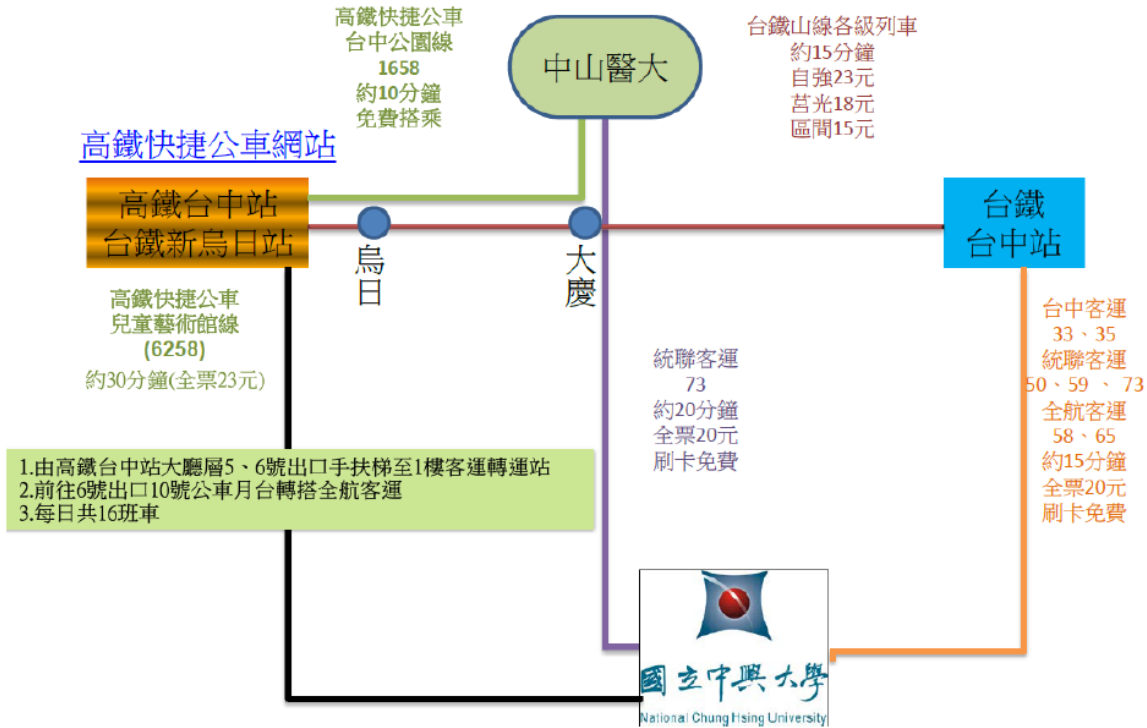 高鐵快捷公車
台中公園線
1658
約10分鐘
免費搭乘
中山醫大
台鐵山線各級列車
約15分鐘
自強23元
莒光18元
區間15元
高鐵快捷公車網站
高鐵台中站
台鐵新烏日站
烏日
大慶
台鐵
台中站
高鐵快捷公車
兒童藝術館線
(6258)
約30分鐘(全票23元)
統聯客運
73
約20分鐘
全票20元
刷卡免費
台中客運
33、35
統聯客運
50、59 、 73
全航客運
58、65
約15分鐘
全票20元
刷卡免費
1.由高鐵台中站大廳層5、6號出口手扶梯至1樓客運轉運站
2.前往6號出口10號公車月台轉搭全航客運
3.每日共16班車
國立中興大學
National Chung Hsing University